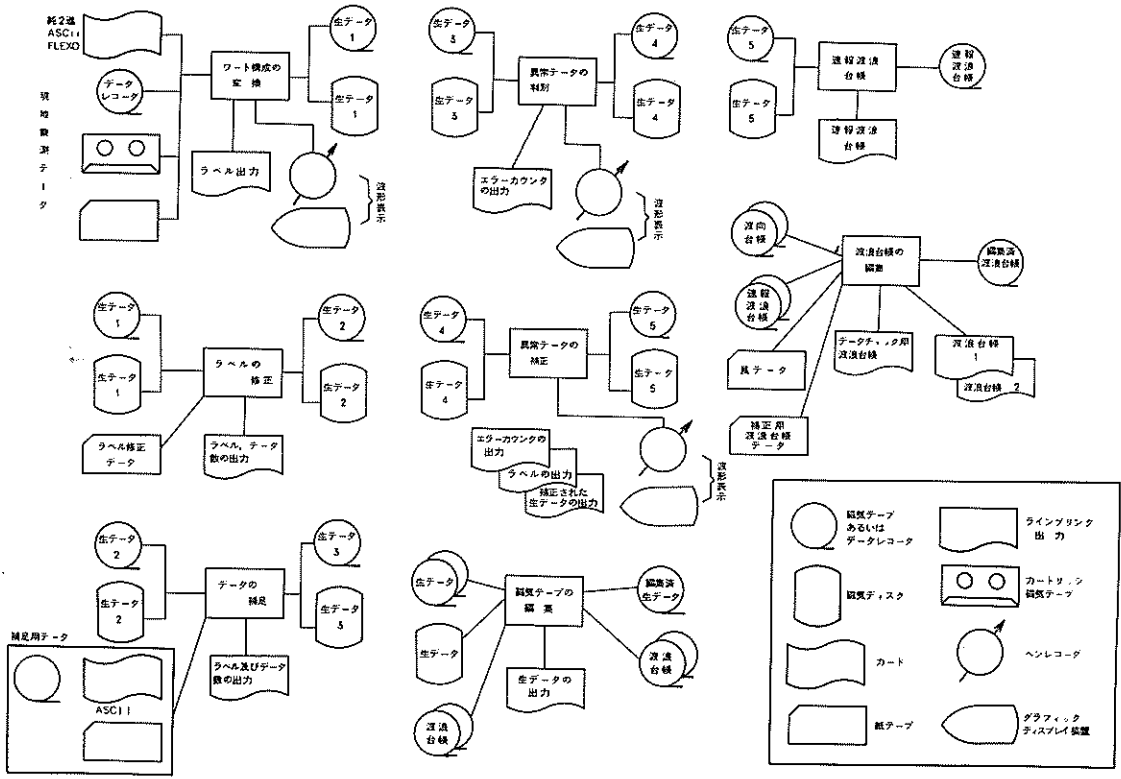 純2進
ASCII
FLEXO
データ
レコーダ
現地観測データ
ワード構成の
変換
生データ
1
生データ
1
ラベル出力
波形表示
生データ
3
生データ
3
異常データの
判別
生データ
4
生データ
4
エラーカウンタ
の出力
波形表示
生データ
5
生データ
5
速報波浪
台帳
速報
波浪
台帳
速報波浪
台帳
波向
台帳
速報
波浪
台帳
風データ
補正用
波浪台帳
データ
波浪台帳の
編集
編集済
波浪台帳
データチェック用
波浪台帳
波浪台帳
1
波浪台帳 2
生データ
1
生データ
1
ラベル修正
データ
ラベルの
修正
生データ
2
生データ
2
ラベル,データ
数の出力
生データ
4
生データ
4
異常データの
補正
生データ
5
生データ
5
エラーカウンタの
出力
ラベルの出力
補正された
生データの出力
波形表示
生データ
2
生データ
2
データの
補足
生データ
3
生データ
3
ラベル及びデータ
数の出力
補足用データ
ASCII
生データ
生データ
波浪
台帳
磁気テープの
編集
編集済
生データ
波浪
台帳
生データの
出力
磁気テープ
あるいは
データレコータ
ラインプリンタ
出力
磁気ディスク
カートリッジ
磁気テープ
カード
ペンレコーダ
紙テープ
グラフィック
ディスプレイ装置